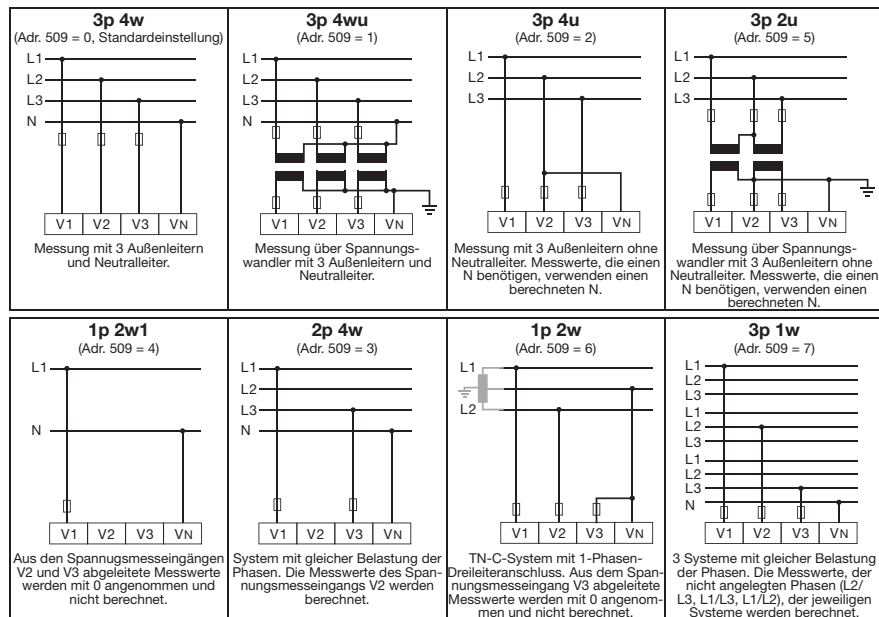 3p 4w
(Adr. 509 = 0, Standardeinstellung)
L1
L2
L3
N
V1 V2 V3 VN
Messung mit 3 Außenleitern
und Neutralleiter.
3p 4wu
(Adr. 509 = 1)
L1
L2
L3
N
V1 V2 V3 VN
Messung über Spannungs-
wandler mit 3 Außenleitern und
Neutralleiter.
3p 4u
(Adr. 509 = 2)
L1
L2
L3
V1 V2 V3 VN
Messung mit 3 Außenleitern ohne
Neutralleiter. Messwerte, die einen
N benötigen, verwenden einen
berechneten N.
3p 2u
(Adr. 509 = 5)
L1
L2
L3
V1 V2 V3 VN
Messung über Spannungs-
wandler mit 3 Außenleitern ohne
Neutralleiter. Messwerte, die einen
N benötigen, verwenden einen
berechneten N.
1p 2w1
(Adr. 509 = 4)
L1
N
V1 V2 V3 VN
Aus den Spannugsmesseingängen
V2 und V3 abgeleitete Messwerte
werden mit 0 angenommen und
nicht berechnet.
2p 4w
(Adr. 509 = 3)
L1
L2
L3
N
V1 V2 V3 VN
System mit gleicher Belastung der
Phasen. Die Messwerte des Span-
nungsmesseingangs V2 werden
berechnet.
1p 2w
(Adr. 509 = 6)
L1
L2
V1 V2 V3 VN
TN-C-System mit 1-Phasen-
Dreileiteranschluss. Aus dem Span-
nungsmesseingang V3 abgeleitete
Messwerte werden mit 0 angenom-
men und nicht berechnet.
3p 1w
(Adr. 509 = 7)
L1
L2
L3
L1
L2
L3
L1
L2
L3
N
V1 V2 V3 VN
3 Systeme mit gleicher Belastung
der Phasen. Die Messwerte, der
nicht angelegten Phasen (L2/
L3, L1/L3, L1/L2), der jeweiligen
Systeme werden berechnet.